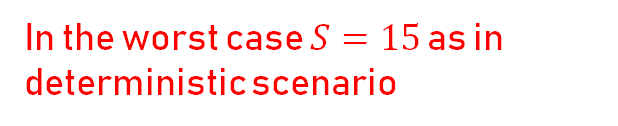 In the worst case S = 15 as in
deterministic scenario